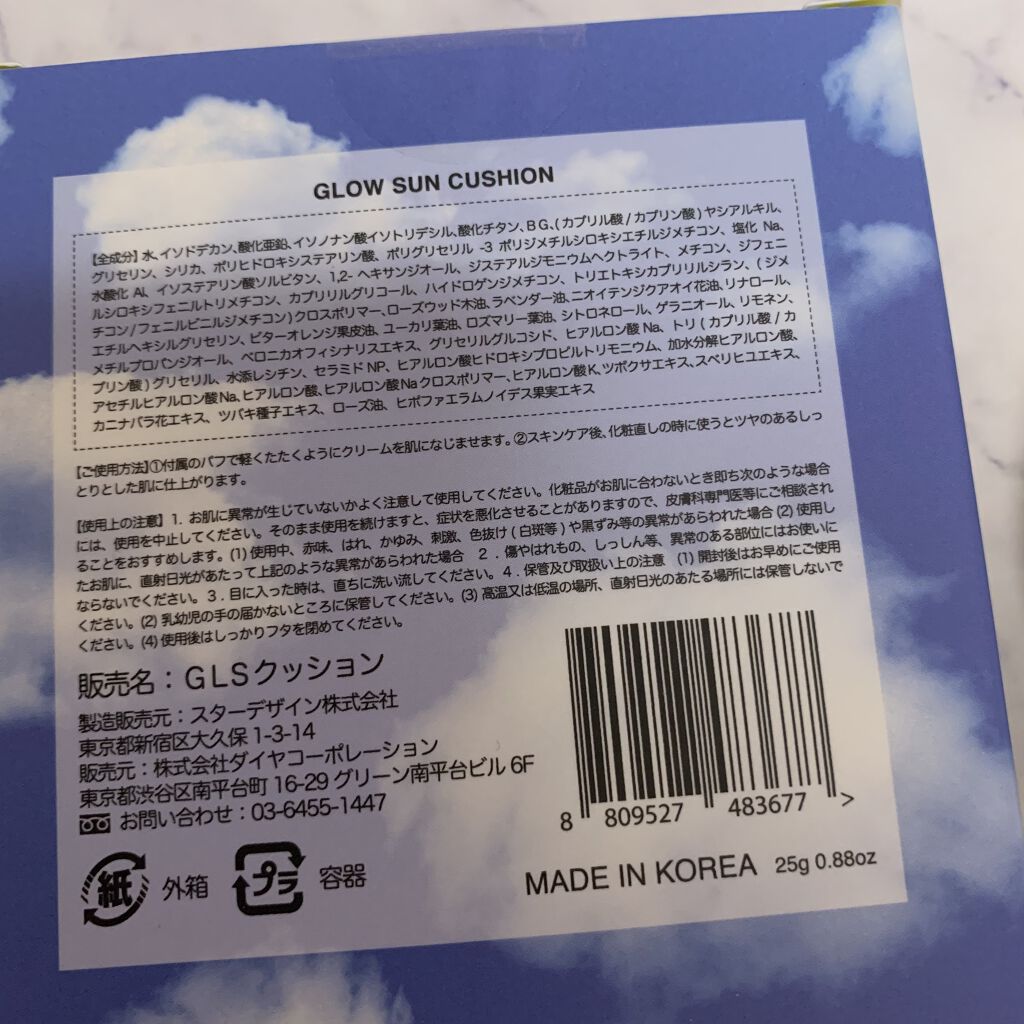 GLOW SUN CUSHION
【全成分】水、イソドデカン、酸化亜鉛、イソノナン酸イソトリデシル、酸化チタン、BG、(カプリル酸/カプリン酸)ヤシアルキル、
グリセリン、シリカ、ポリヒドロキシステアリン酸、ポリグリセリル-3ポリジメチルシロキシエチルジメチコン、塩化Na、
水酸化Al、イソステアリン酸ソルビタン、1,2-ヘキサンジオール、ジステアルジモニウムヘクトライト、メチコン、ジフェニ
ルシロキシフェニルトリメチコン、カプリリルグリコール、ハイドロゲンジメチコン、トリエトキシカプリリルシラン、(ジメ
チコン/フェニルビニルジメチコン)クロスポリマー、ローズウッド木油、ラベンダー油、ニオイテンジクアオイ花油、リナロール、
エチルヘキシルグリセリン、ビターオレンジ果皮油、ユーカリ葉油、ロズマリー葉油、シトロネロール、ゲラニオール、リモネン、
メチルプロパンジオール、ベロニカオフィシナリスエキス、グリセリルグルコシド、ヒアルロン酸Na、トリ(カプリル酸/カ
プリン酸)グリセリル、水添レシチン、セラミドNP、ヒアルロン酸ヒドロキシプロピルトリモニウム、加水分解ヒアルロン酸、
アセチルヒアルロン酸Na、ヒアルロン酸、ヒアルロン酸Naクロスポリマー、ヒアルロン酸K、ツボクサエキス、スベリヒユエキス、
カニナバラ花エキス、ツバキ種子エキス、ローズ油、ヒポファエラムノイデス果実エキス
【ご使用方法】①付属のパフで軽くたたくようにクリームを肌になじませます。②スキンケア後、化粧直しの時に使うとツヤのあるしっ
とりとした肌に仕上がります。
【使用上の注意】1. お肌に異常が生じていないかよく注意して使用してください。化粧品がお肌に合わないとき即ち次のような場合
には、使用を中止してください。そのまま使用を続けますと、症状を悪化させることがありますので、皮膚科専門医等にご相談され
ることをおすすめします。(1) 使用中、赤味、はれ、かゆみ、刺激、色抜け(白斑等)や黒ずみ等の異常があらわれた場合 (2) 使用し
たお肌に、直射日光があたって上記のような異常があらわれた場合 2. 傷やはれもの、しっしん等、異常のある部位にはお使いに
ならないでください。3. 目に入った時は、直ちに洗い流してください。4. 保管及び取扱い上の注意 (1) 開封後はお早めにご使用
ください。(2) 乳幼児の手の届かないところに保管してください。(3) 高温又は低温の場所、直射日光のあたる場所には保管しないで
ください。(4) 使用後はしっかりフタを閉めてください。
販売名：GLSクッション
製造販売元：スターデザイン株式会社
東京都新宿区大久保1-3-14
販売元：株式会社ダイヤコーポレーション
東京都渋谷区南平台町16-29グリーン南平台ビル6F
お問い合わせ：03-6455-1447
8 809527 483677 >
紙 外箱 プラ 容器
MADE IN KOREA 25g 0.88oz